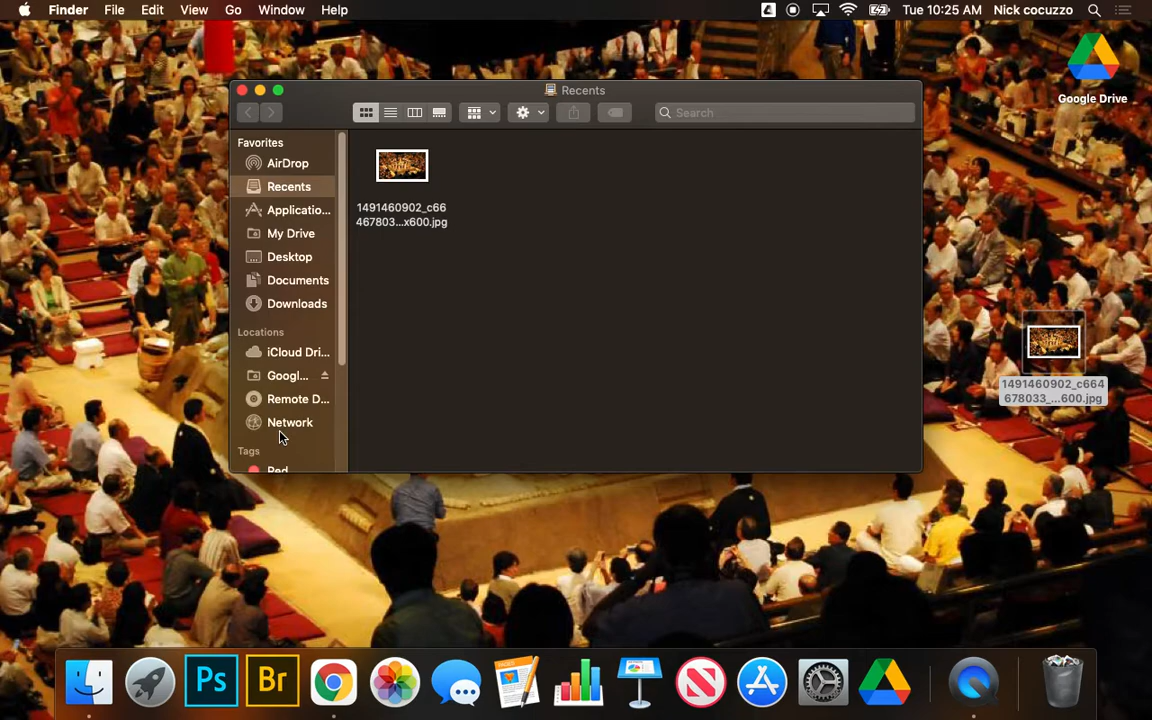 Finder File Edit View Go Window Help Tue 10:25 AM Nick cocuzzo
Google Drive
Recents
Search
Favorites
AirDrop
Recents
Applicatio...
My Drive
Desktop
Documents
Downloads
Locations
iCloud Dri...
Googl...
Remote D...
Network
Tags
Red
1491460902_c66
467803...x600.jpg
1491460902_c664
678033_...600.jpg
Ps Br